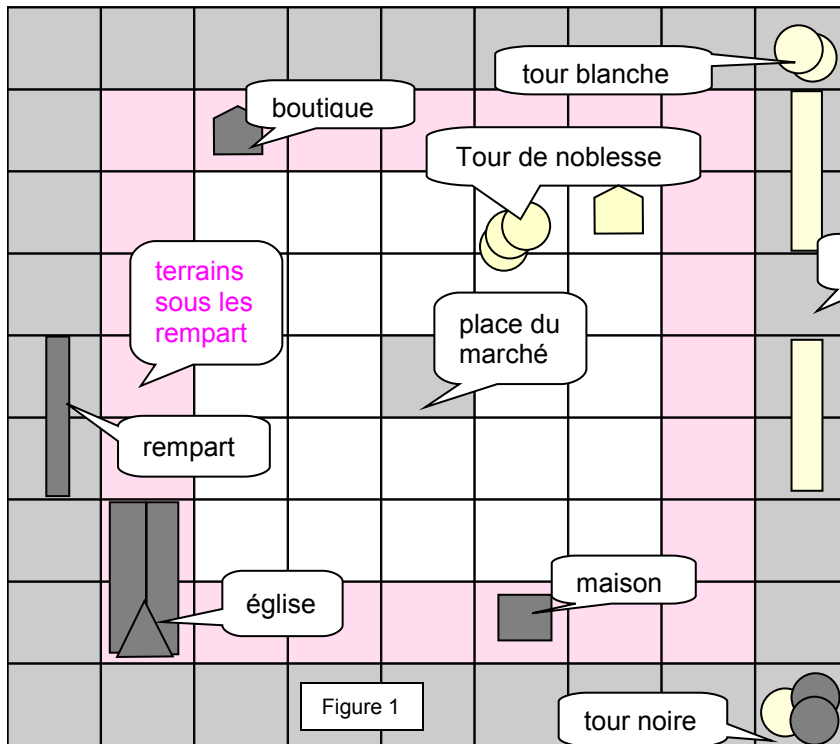 tour blanche
boutique
Tour de noblesse
terrains
sous les
rempart
place du
marché
rempart
église
maison
Figure 1
tour noire